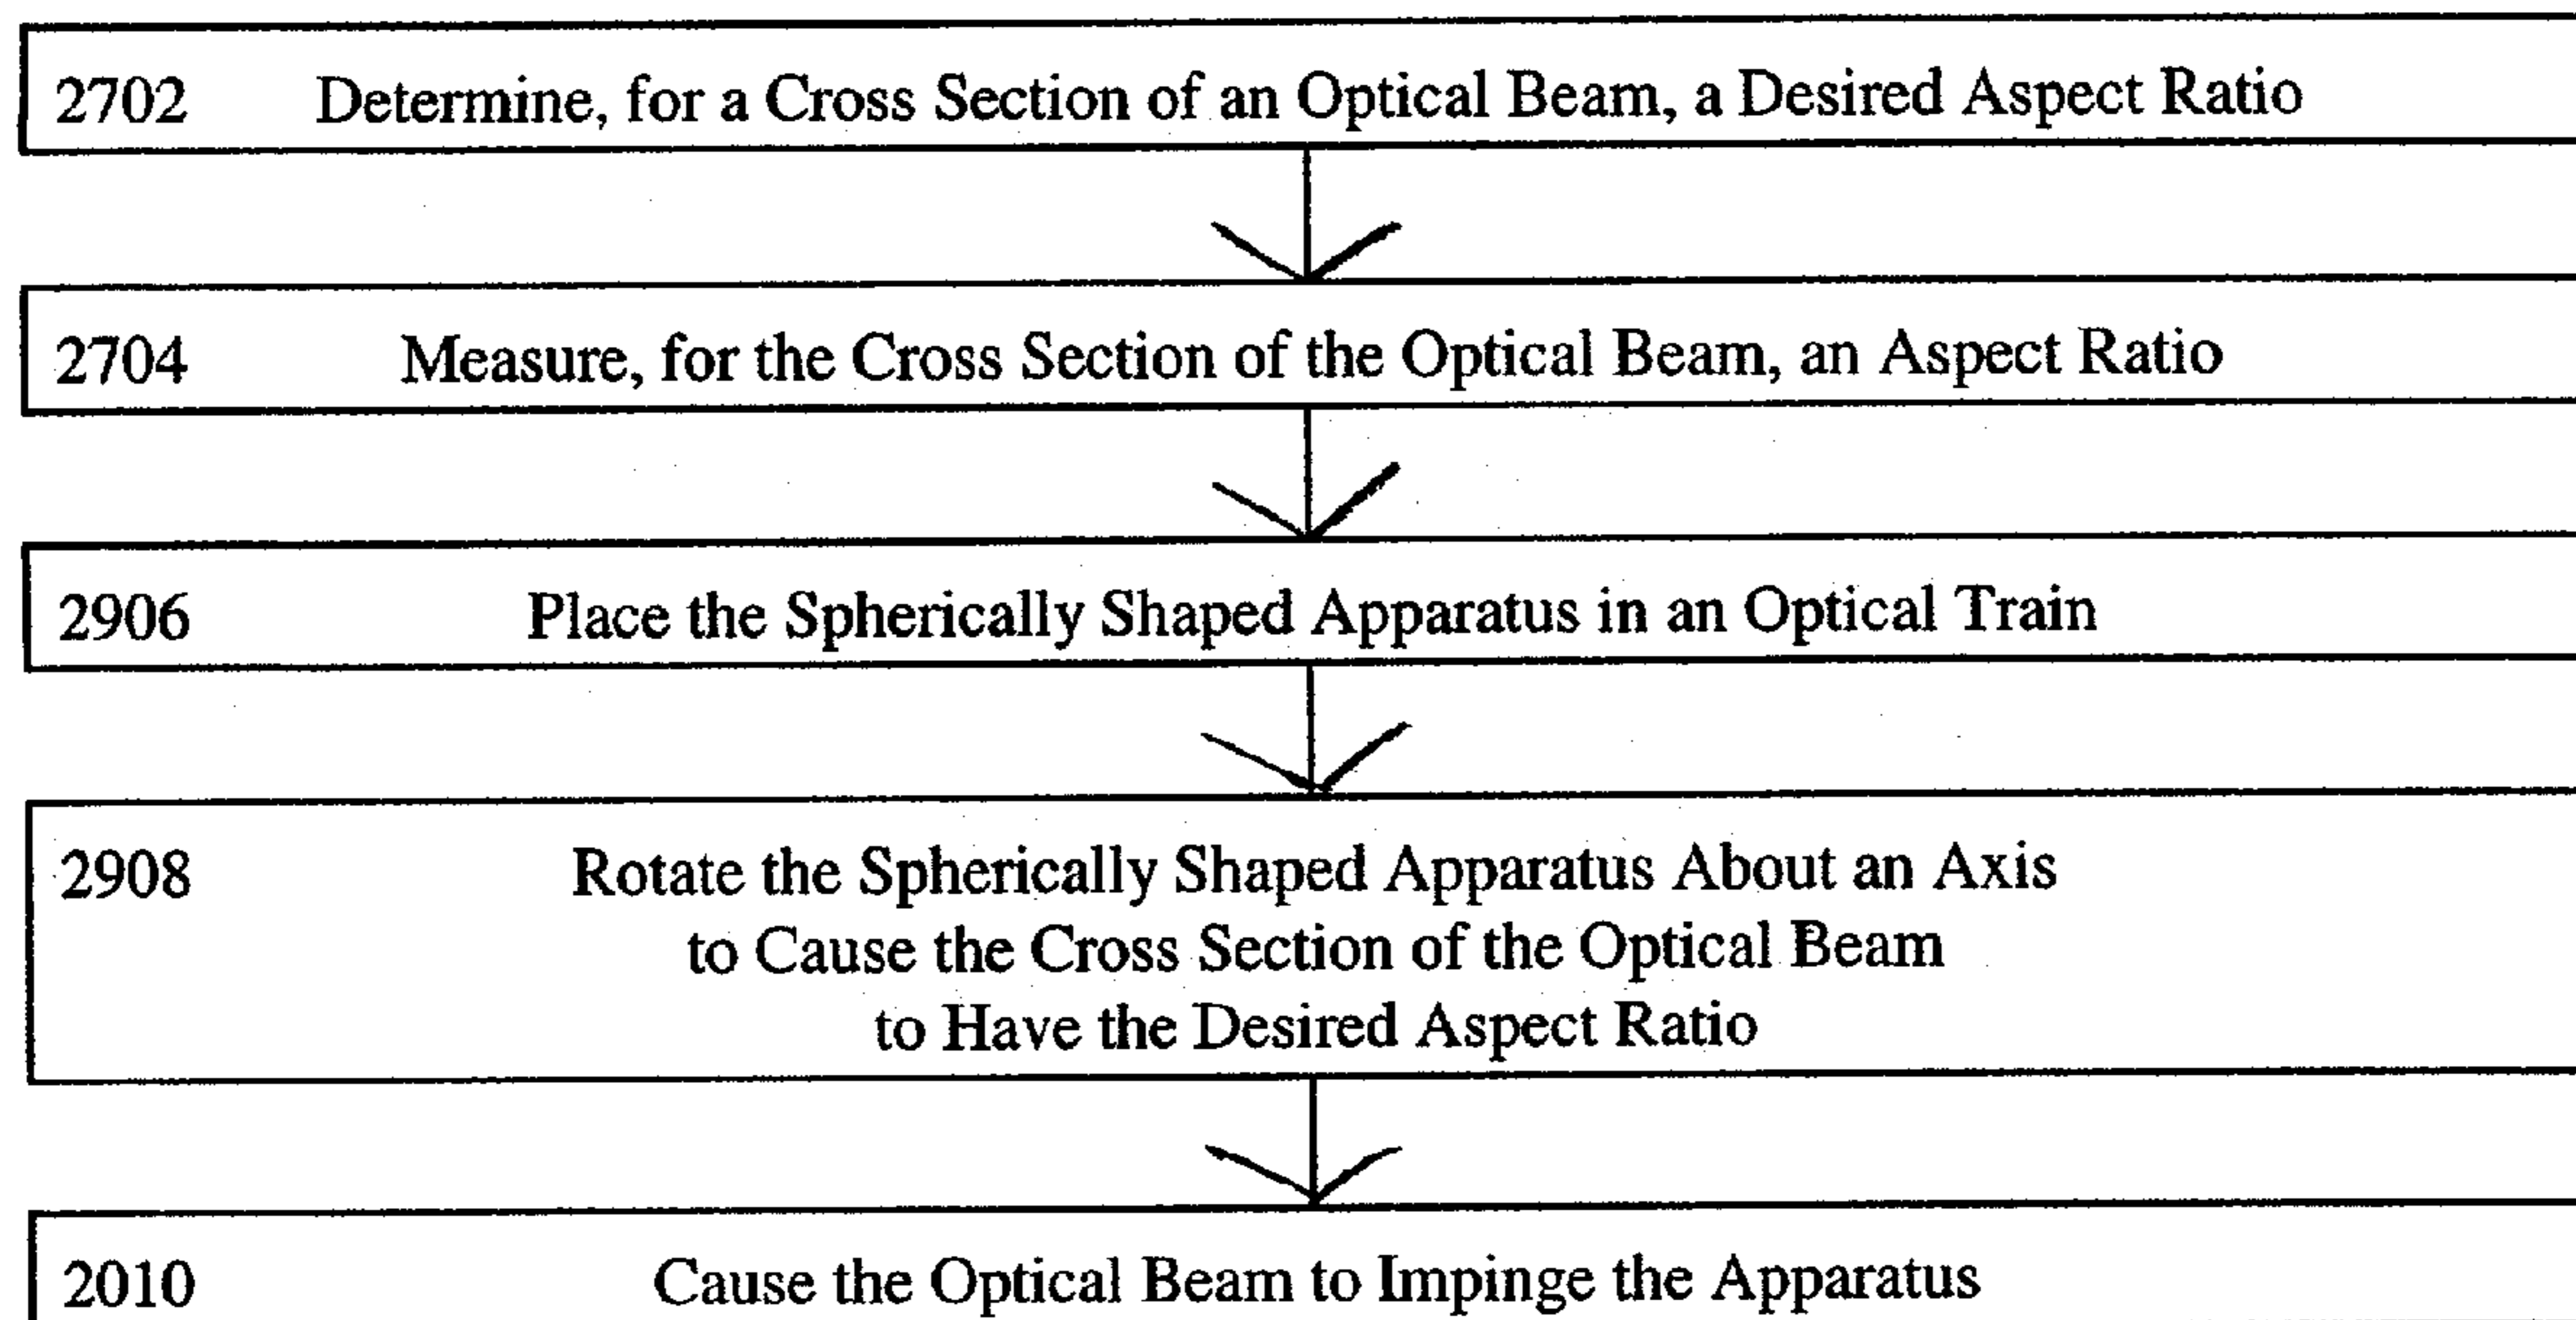 2702 Determine, for a Cross Section of an Optical Beam, a Desired Aspect Ratio
2704 Measure, for the Cross Section of the Optical Beam, an Aspect Ratio
2906 Place the Spherically Shaped Apparatus in an Optical Train
2908 Rotate the Spherically Shaped Apparatus About an Axis
to Cause the Cross Section of the Optical Beam
to Have the Desired Aspect Ratio
2010 Cause the Optical Beam to Impinge the Apparatus